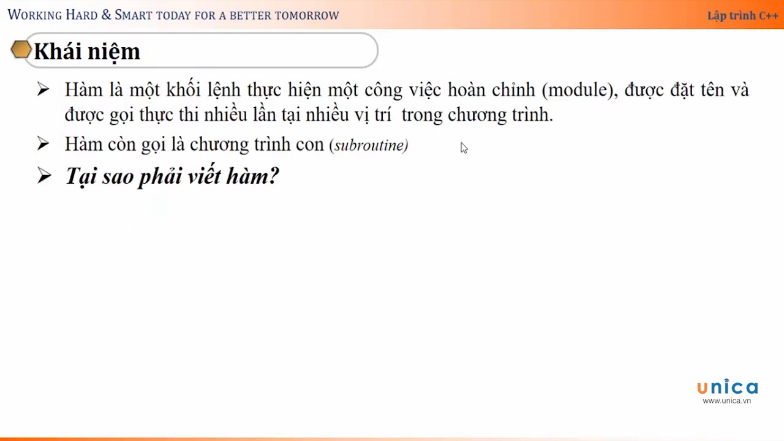 WORKING HARD & SMART TODAY FOR A BETTER TOMORROW
Lập trình C++
Khái niệm
Hàm là một khối lệnh thực hiện một công việc hoàn chỉnh (module), được đặt tên và
được gọi thực thi nhiều lần tại nhiều vị trí trong chương trình.
Hàm còn gọi là chương trình con (subroutine)
Tại sao phải viết hàm?
unica
www.unica.vn